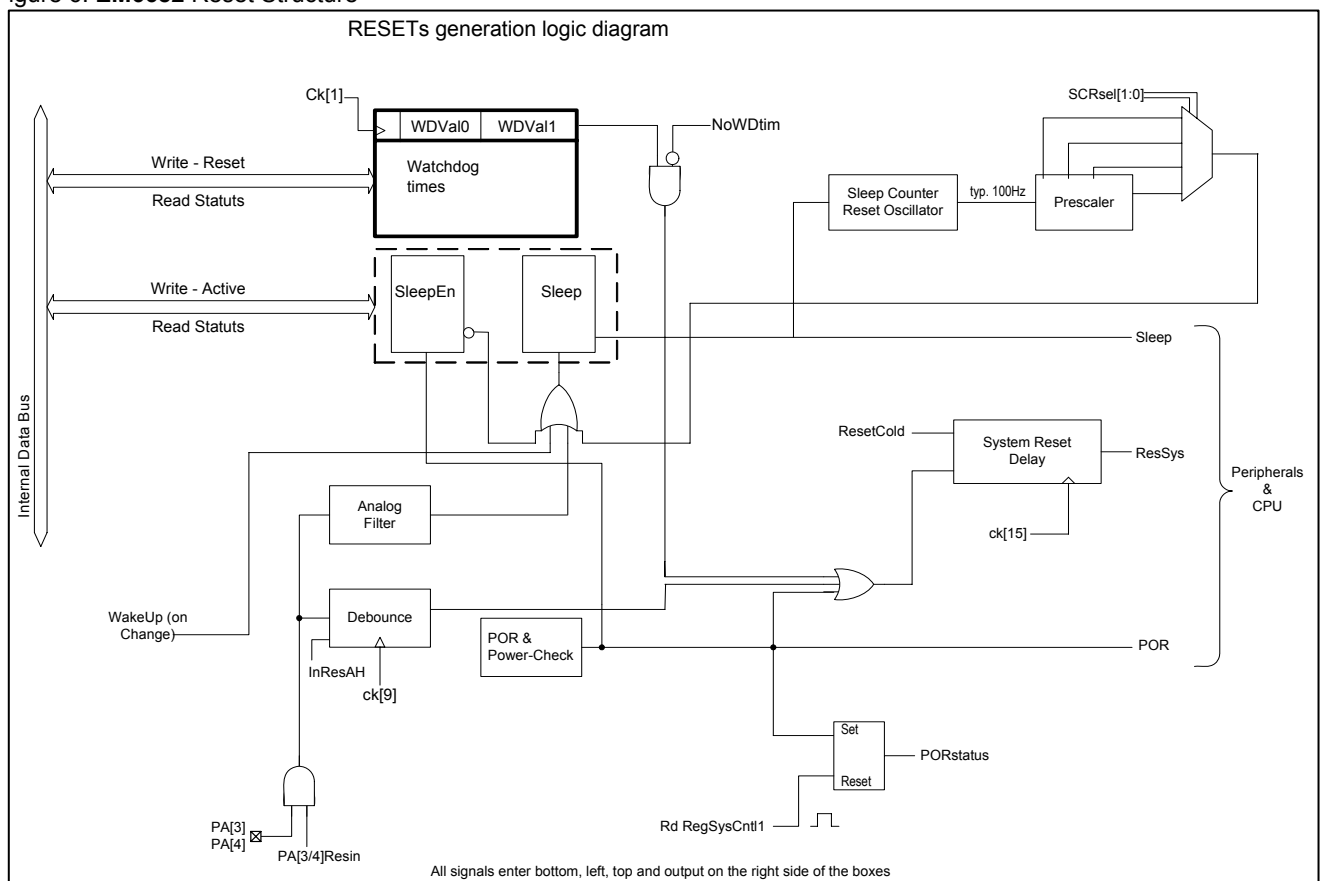 RESETs generation logic diagram
Ck[1]
WDVal0 WDVal1
NoWDtim
SCRsel[1:0]
Write - Reset
Read Statuts
Watchdog
times
Sleep Counter
Reset Oscillator
typ. 100Hz
Prescaler
Write - Active
Read Statuts
SleepEn
Sleep
Sleep
Internal Data Bus
ResetCold
System Reset
Delay
ResSys
Peripherals
&
CPU
Analog
Filter
ck[15]
WakeUp (on
Change)
Debounce
InResAH
ck[9]
POR &
Power-Check
POR
Set
Reset
PORstatus
Rd RegSysCntl1
PA[3]
PA[4]
PA[3/4]Resin
All signals enter bottom, left, top and output on the right side of the boxes